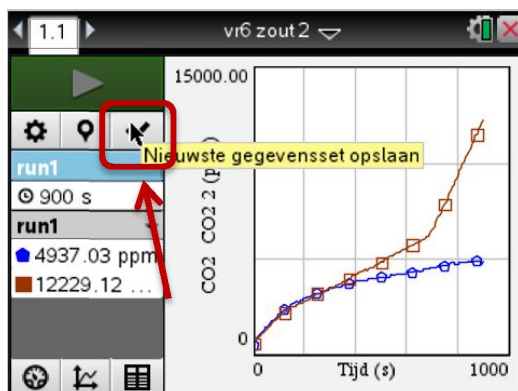 1.1
vr6 zout 2
Nieuwste gegevensset opslaan
run1
900 s
run1
4937.03 ppm
12229.12 ...
15000.00
CO2 CO2 2 (p
0
0
Tijd (s)
1000